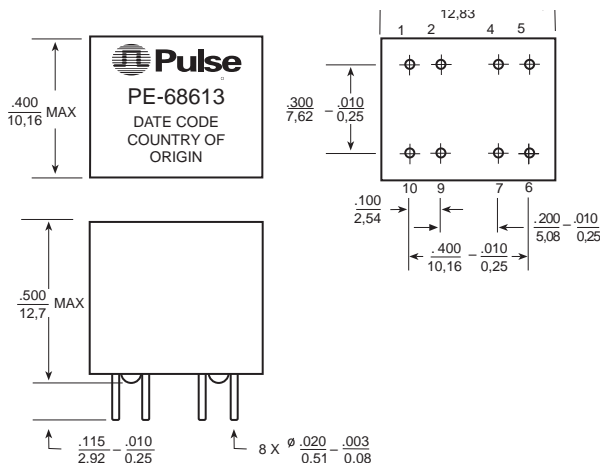 Pulse
PE-68613
DATE CODE
COUNTRY OF
ORIGIN
.400
10,16 MAX
12,83
1 2 4 5
.300 – .010
7,62 0,25
10 9 7 6
.100
2,54
.200 – .010
5,08 0,25
.400 – .010
10,16 0,25
.500
12,7 MAX
.115 – .010
2,92 0,25
8 X ø .020 – .003
0,51 0,08